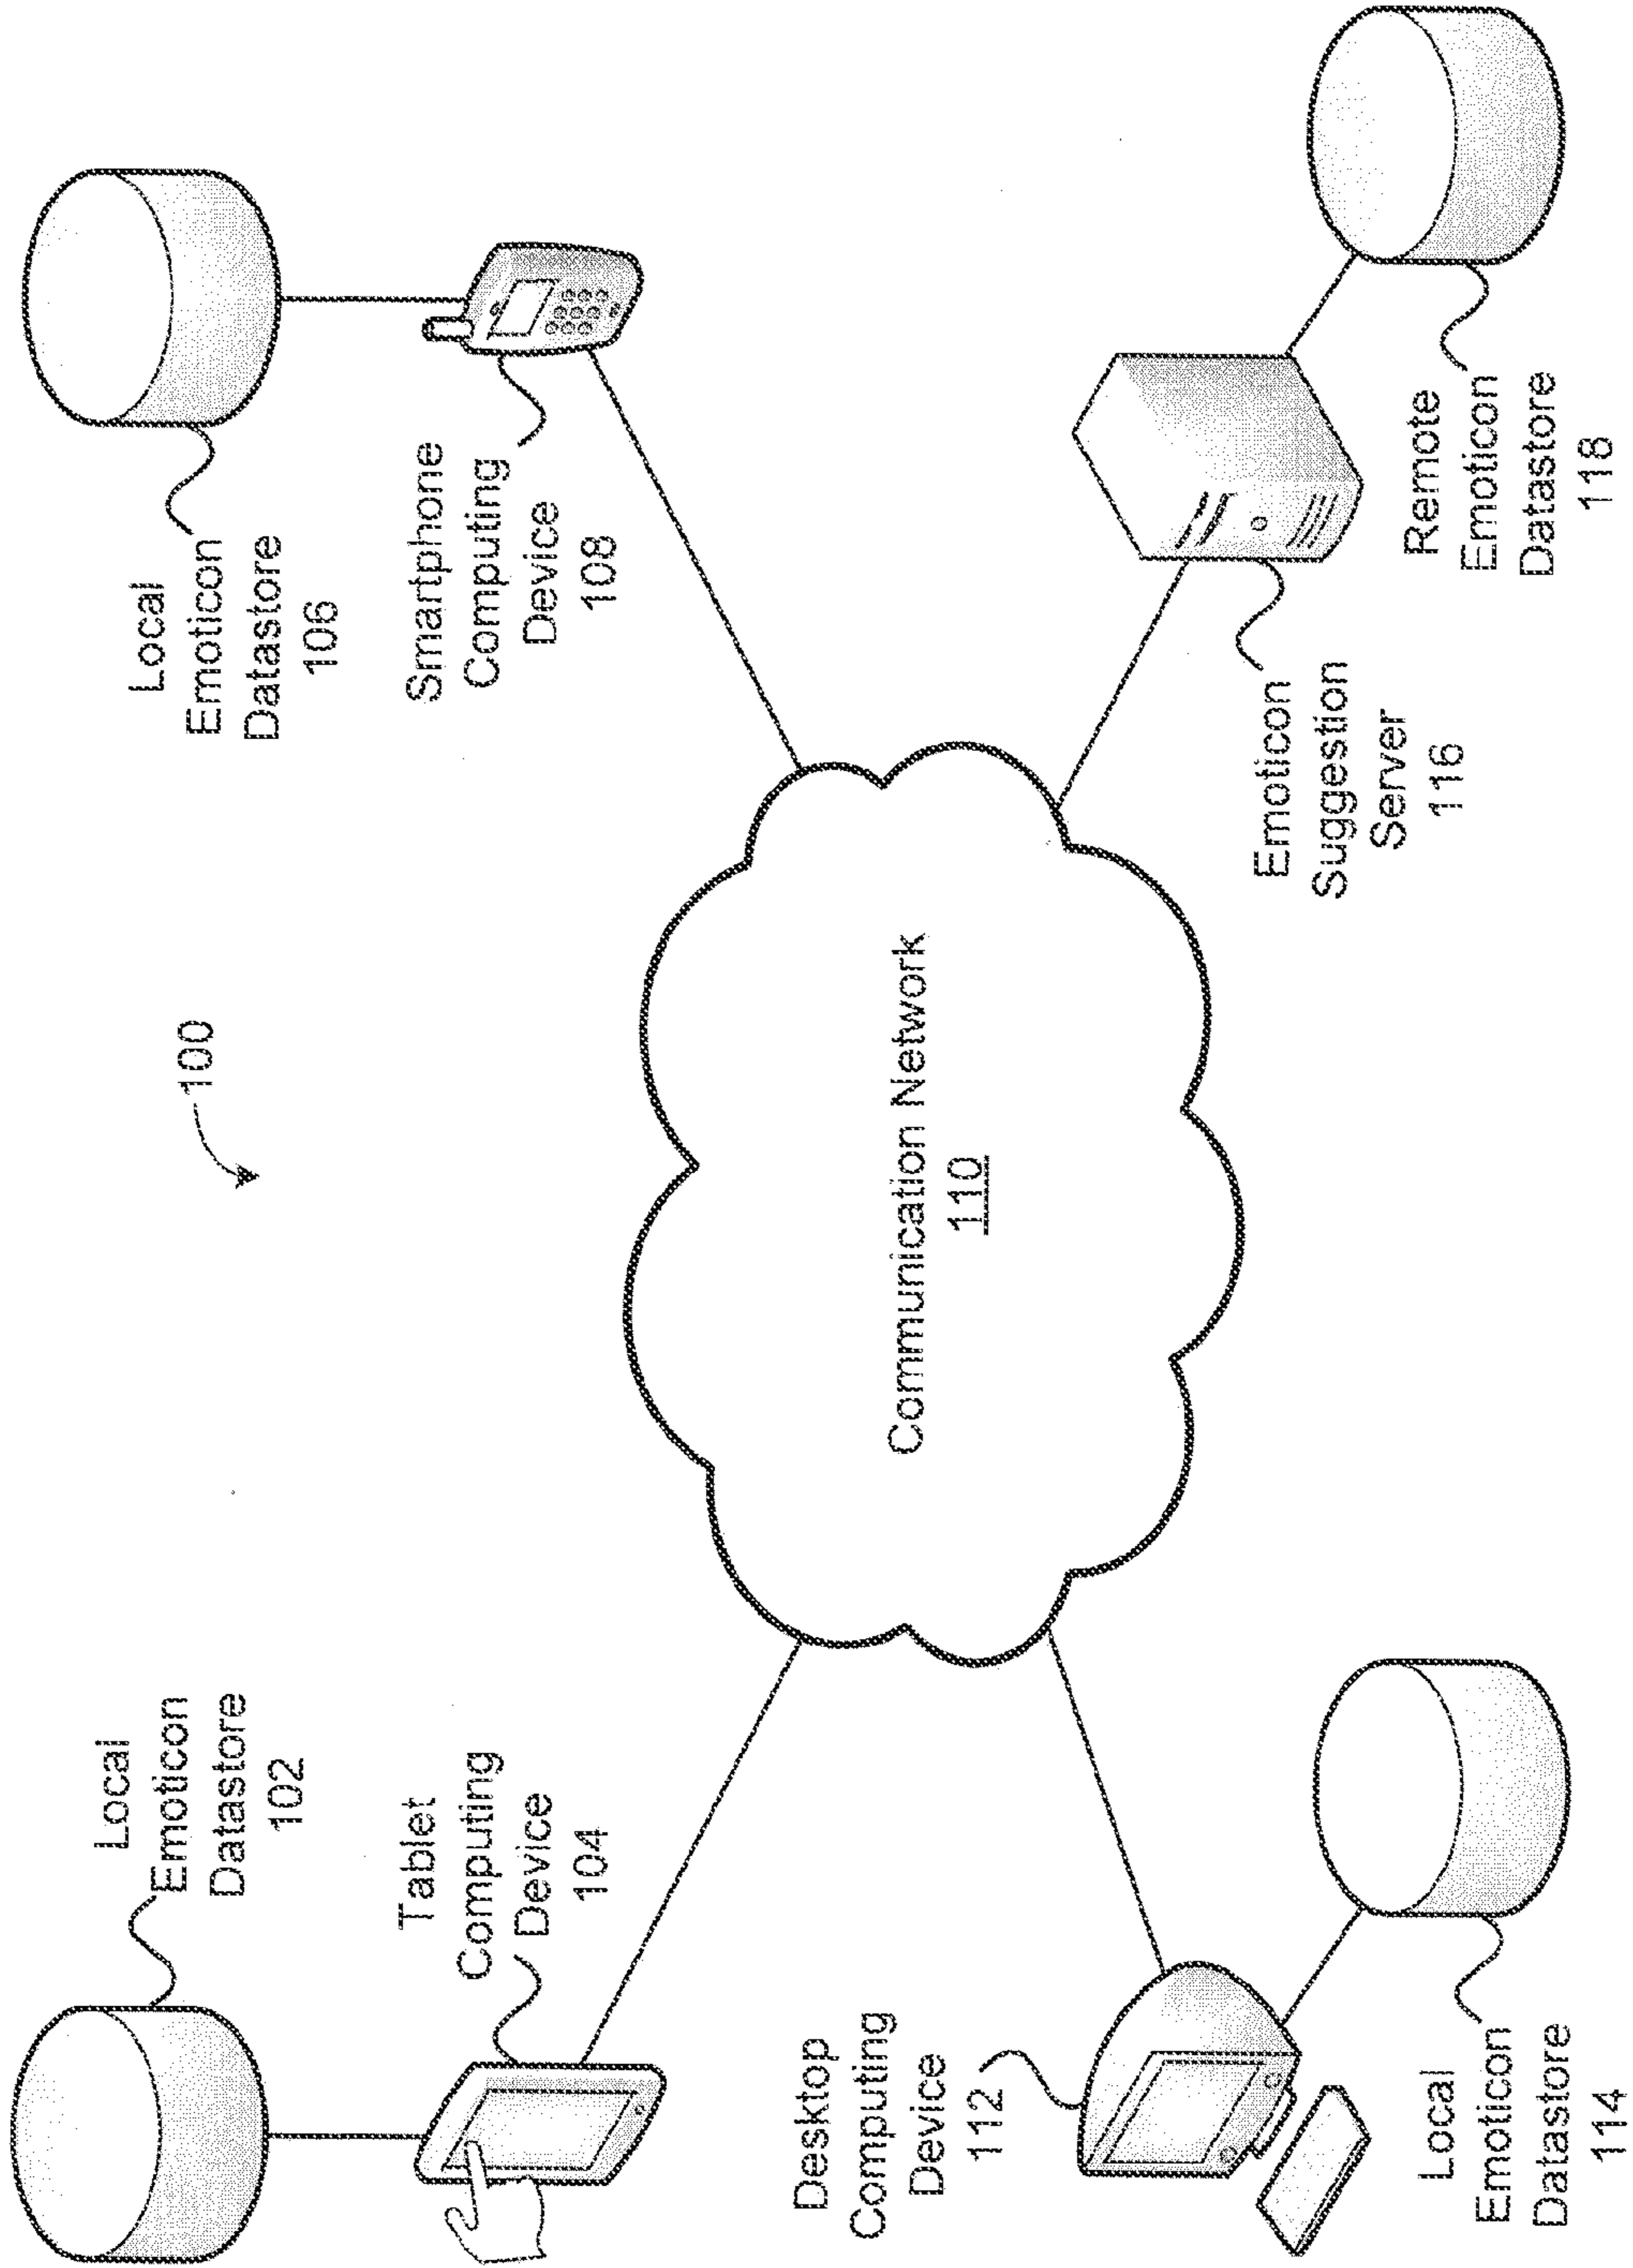 100
Local
Emoticon
Datastore
102
Tablet
Computing
Device
104
Local
Emoticon
Datastore
106
Smartphone
Computing
Device
108
Communication Network
110
Desktop
Computing
Device
112
Local
Emoticon
Datastore
114
Emoticon
Suggestion
Server
116
Remote
Emoticon
Datastore
118